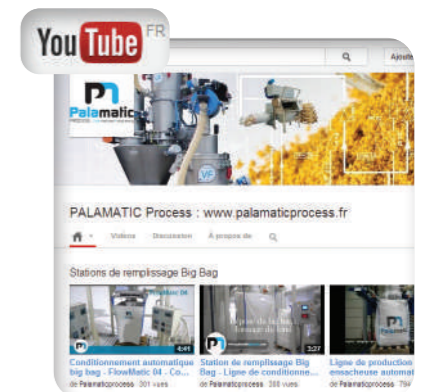 YouTube FR
Ajoute
Palamatic
PROCESS
VF
PALAMATIC Process : www.palamaticprocess.fr
Vidéos Discussion À propos de
Stations de remplissage Big Bag
4:41
3:27
Conditionnement automatique big bag - FlowMatic 04 - Co...
de Palamaticprocess 301 vues
Station de remplissage Big Bag - Ligne de conditionne...
de Palamaticprocess 388 vues
Ligne de production ensacheuse automat
de Palamaticprocess 794